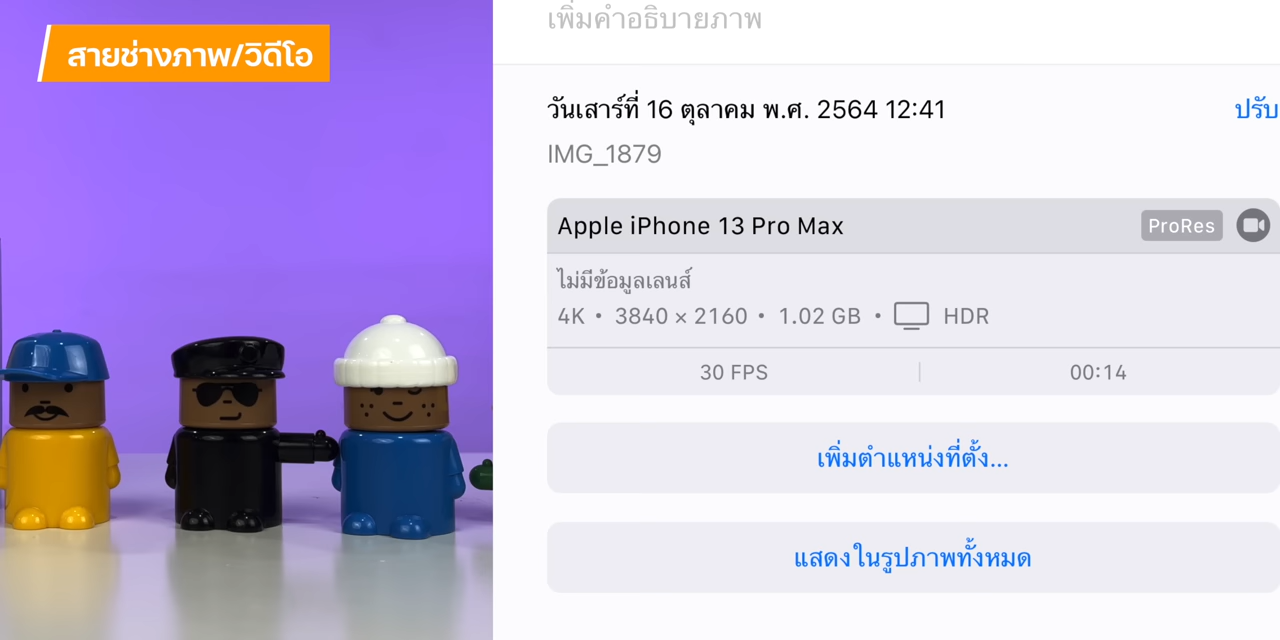 สายช่างภาพ/วิดีโอ
เพิ่มคำอธิบายภาพ
วันเสาร์ที่ 16 ตุลาคม พ.ศ. 2564 12:41
ปรับ
IMG_1879
Apple iPhone 13 Pro Max
ProRes
ไม่มีข้อมูลเลนส์
4K • 3840 × 2160 • 1.02 GB • HDR
30 FPS
00:14
เพิ่มตำแหน่งที่ตั้ง...
แสดงในรูปภาพทั้งหมด